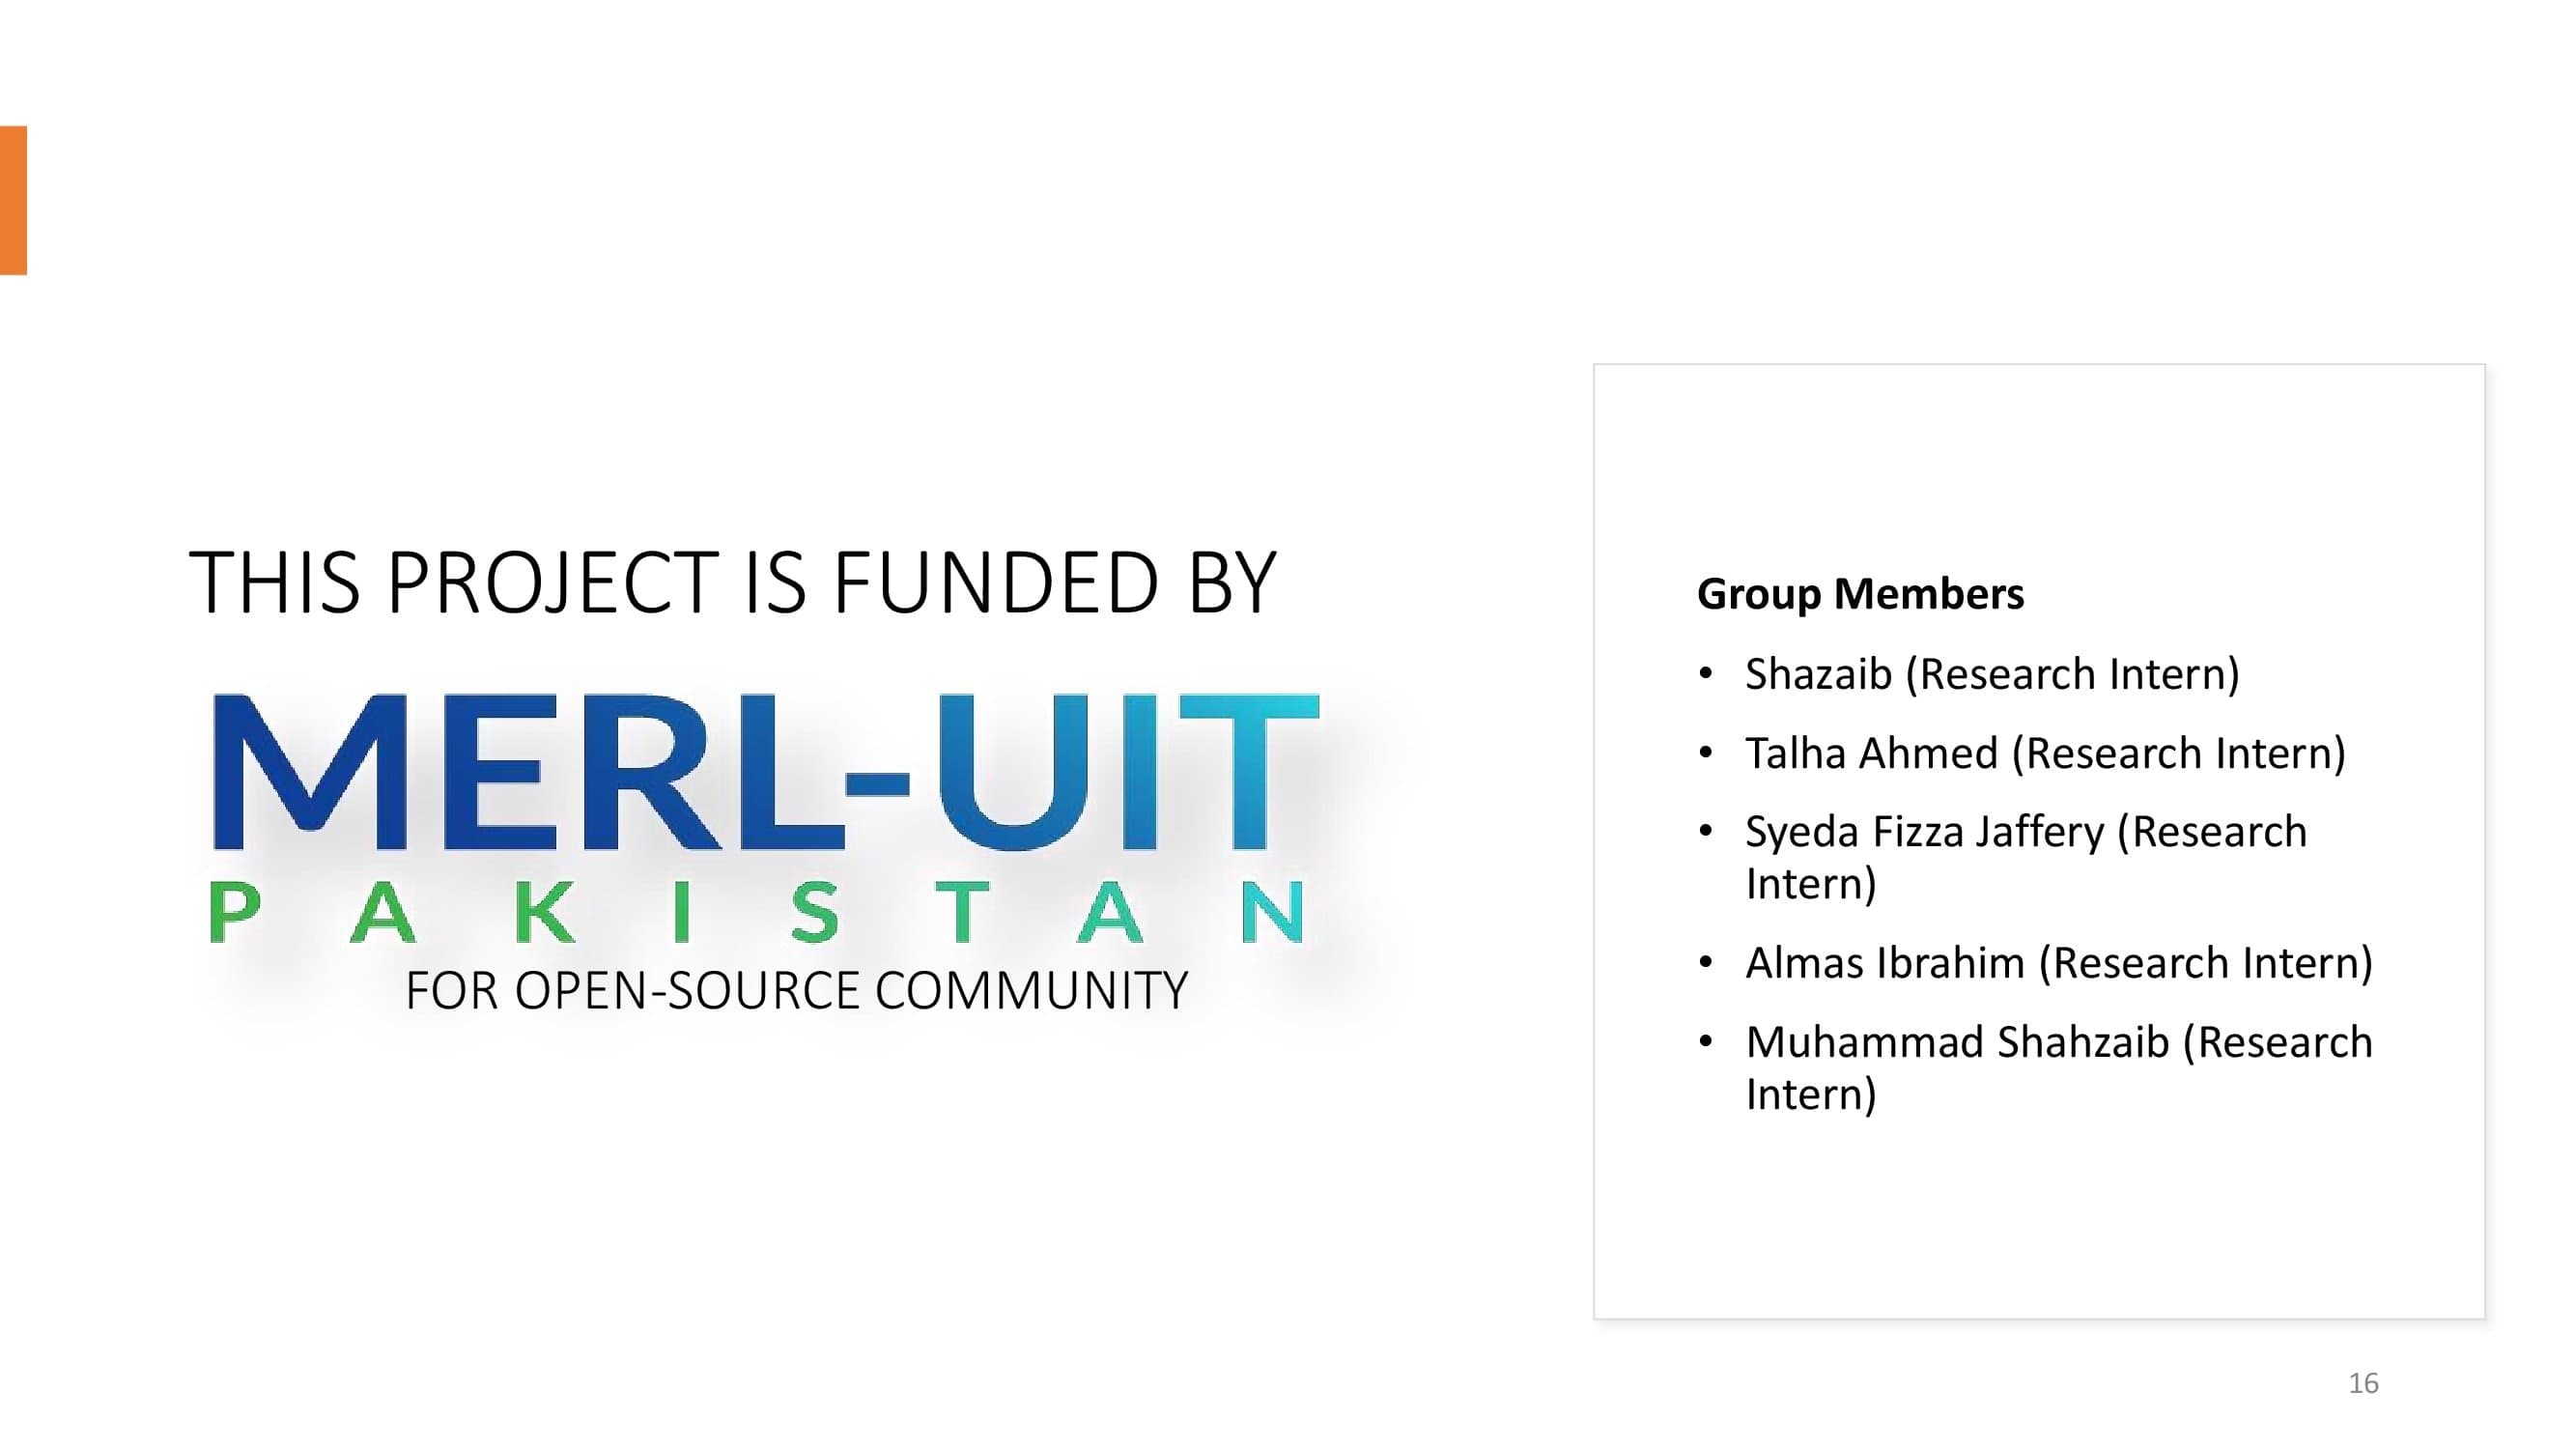 THIS PROJECT IS FUNDED BY
MERL-UIT
PAKISTAN
FOR OPEN-SOURCE COMMUNITY
Group Members
• Shazaib (Research Intern)
• Talha Ahmed (Research Intern)
• Syeda Fizza Jaffery (Research
Intern)
• Almas Ibrahim (Research Intern)
• Muhammad Shahzaib (Research
Intern)
16